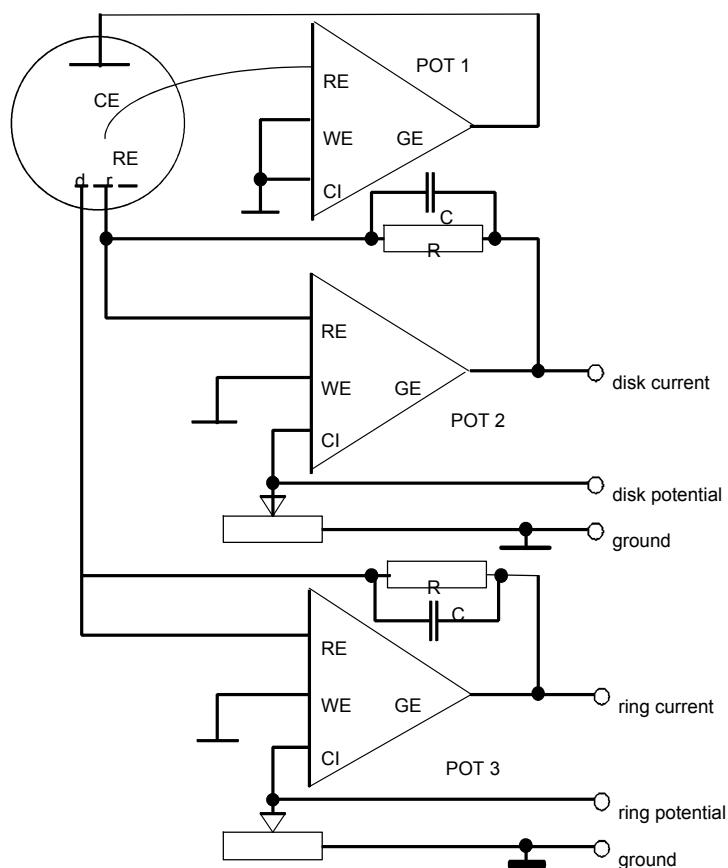 POT 1
RE
CE
WE
GE
RE
CI
d r
C
R
RE
WE
GE
disk current
POT 2
CI
disk potential
ground
R
C
RE
WE
GE
ring current
CI
POT 3
ring potential
ground